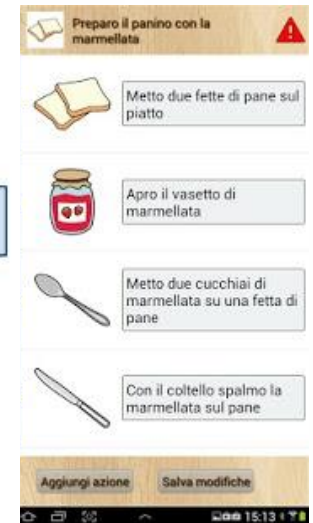 Preparo il panino con la
marmellata
Metto due fette di pane sul
piatto
Apro il vasetto di
marmellata
Metto due cucchiai di
marmellata su una fetta di
pane
Con il coltello spalmo la
marmellata sul pane
Aggiungi azione
Salva modifiche
15:13